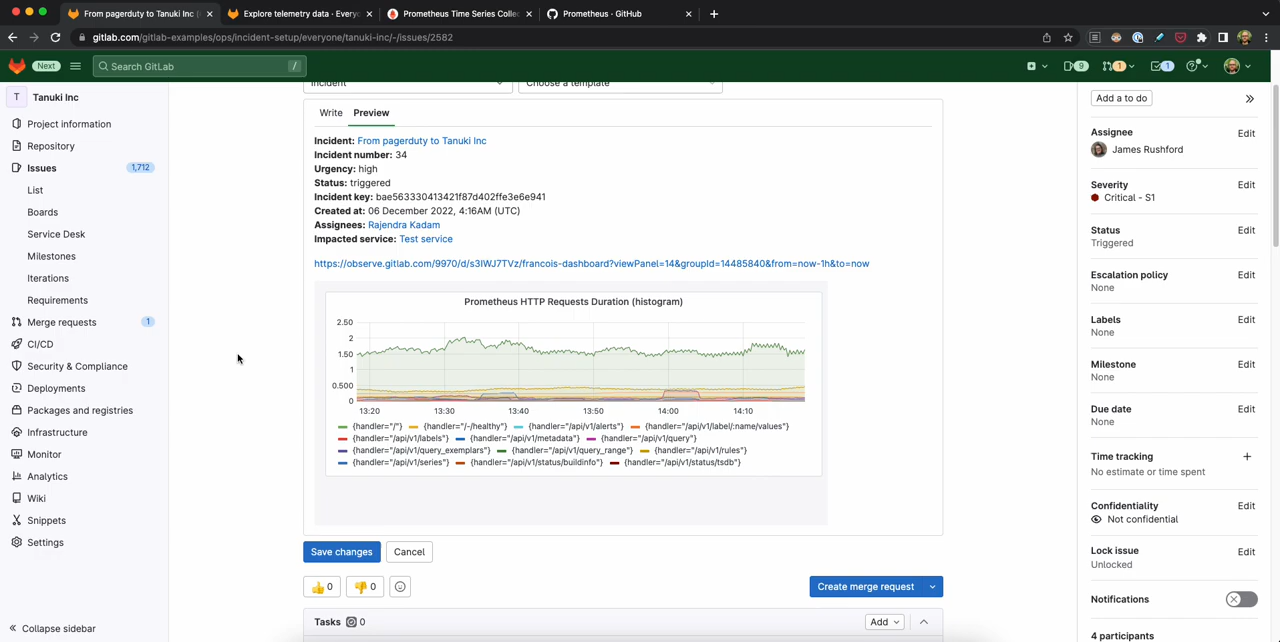 From pagerduty to Tanuki Inc (
Explore telemetry data · Everyo
Prometheus Time Series Collec
Prometheus · GitHub
gitlab.com/gitlab-examples/ops/incident-setup/everyone/tanuki-inc/-/issues/2582
Next
Search GitLab
/
9
1
1
T
Tanuki Inc
Project information
Repository
Issues
1,712
List
Boards
Service Desk
Milestones
Iterations
Requirements
Merge requests
1
CI/CD
Security & Compliance
Deployments
Packages and registries
Infrastructure
Monitor
Analytics
Wiki
Snippets
Settings
Collapse sidebar
Incident
Choose a template
Write
Preview
Incident: From pagerduty to Tanuki Inc
Incident number: 34
Urgency: high
Status: triggered
Incident key: bae563330413421f87d402ffe3e6e941
Created at: 06 December 2022, 4:16AM (UTC)
Assignees: Rajendra Kadam
Impacted service: Test service
https://observe.gitlab.com/9970/d/s3IWJ7TVz/francois-dashboard?viewPanel=14&groupId=14485840&from=now-1h&to=now
Prometheus HTTP Requests Duration (histogram)
2.50
2
1.50
1
0.500
0
13:20
13:30
13:40
13:50
14:00
14:10
{handler="/"}
{handler="/-/healthy"}
{handler="/api/v1/alerts"}
{handler="/api/v1/label/:name/values"}
{handler="/api/v1/labels"}
{handler="/api/v1/metadata"}
{handler="/api/v1/query"}
{handler="/api/v1/query_exemplars"}
{handler="/api/v1/query_range"}
{handler="/api/v1/rules"}
{handler="/api/v1/series"}
{handler="/api/v1/status/buildinfo"}
{handler="/api/v1/status/tsdb"}
Save changes
Cancel
0
0
Create merge request
Tasks
0
Add
Add a to do
Assignee
Edit
James Rushford
Severity
Edit
Critical - S1
Status
Edit
Triggered
Escalation policy
Edit
None
Labels
Edit
None
Milestone
Edit
None
Due date
Edit
None
Time tracking
No estimate or time spent
Confidentiality
Edit
Not confidential
Lock issue
Edit
Unlocked
Notifications
4 participants